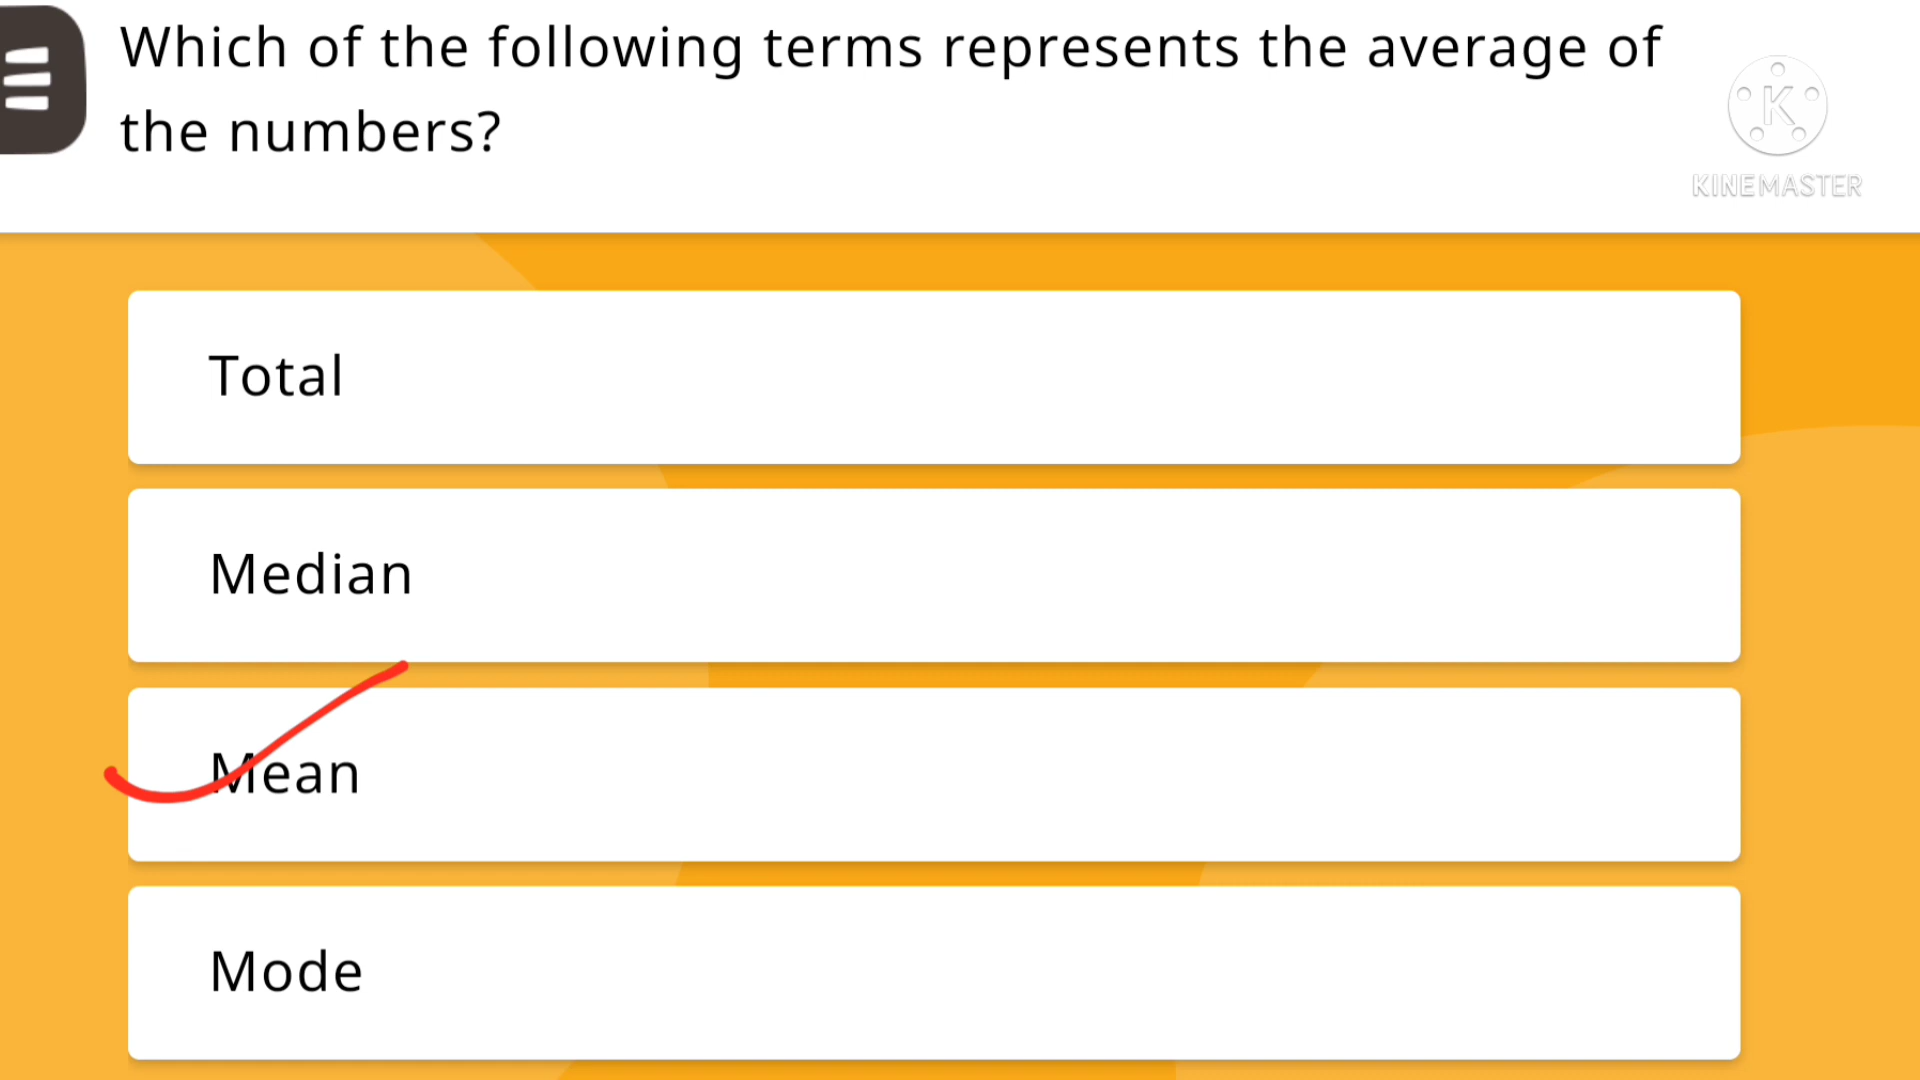 Which of the following terms represents the average of
the numbers?
K
KINEMASTER
Total
Median
Mean
Mode